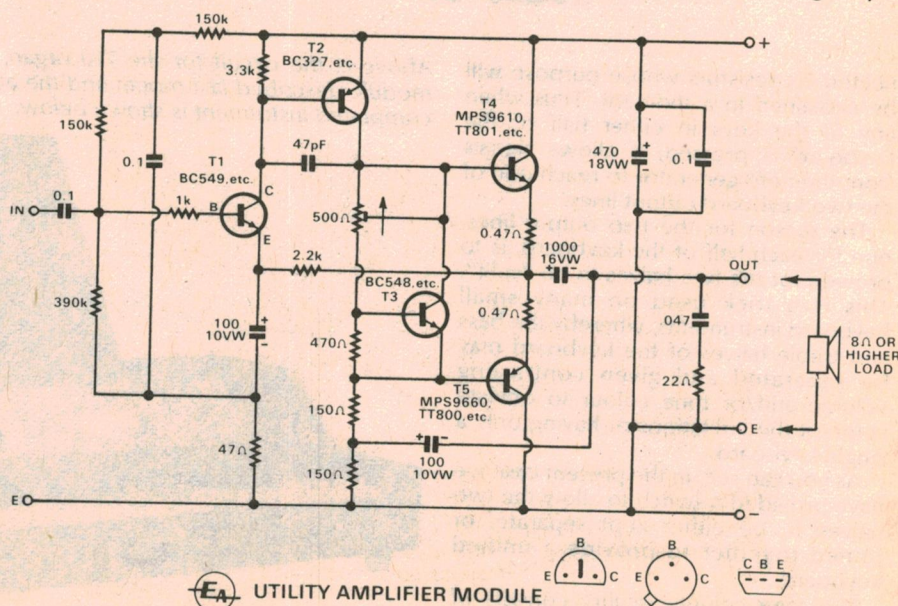 150k
3.3k
T2
BC327.etc.
+
150k
0.1
47pF
T4
MPS9610,
TT801,etc.
470
18VW
0.1
T1
BC549.etc.
0.1
IN
1k
B
C
E
500Ω
0.47Ω
1000
16VW
OUT
2.2k
BC548.etc.
T3
0.47Ω
.047
8Ω OR
HIGHER
LOAD
390k
100
10VW
470Ω
T5
MPS9660,
TT800,etc.
22Ω
150Ω
E
100
10VW
47Ω
150Ω
E
B
B
C B E
E C
E C
EA UTILITY AMPLIFIER MODULE